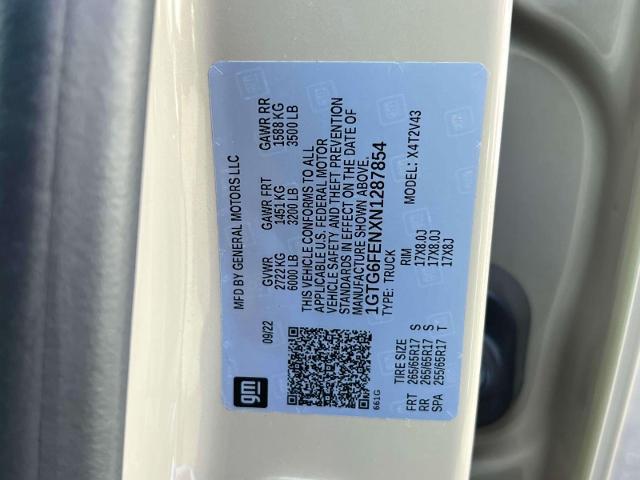 gm
MFD BY GENERAL MOTORS LLC
09/22
GVWR GAWR FRT GAWR RR
2722 KG 1451 KG 1588 KG
6000 LB 3200 LB 3500 LB
THIS VEHICLE CONFORMS TO ALL
APPLICABLE U.S. FEDERAL MOTOR
VEHICLE SAFETY AND THEFT PREVENTION
STANDARDS IN EFFECT ON THE DATE OF
MANUFACTURE SHOWN ABOVE.
1GTG6FENXN1287854
TYPE: TRUCK MODEL: X4T2V43
661G
TIRE SIZE RIM
FRT 265/65R17 S 17X8.0J
RR 265/65R17 S 17X8.0J
SPA 255/65R17 T 17X8J